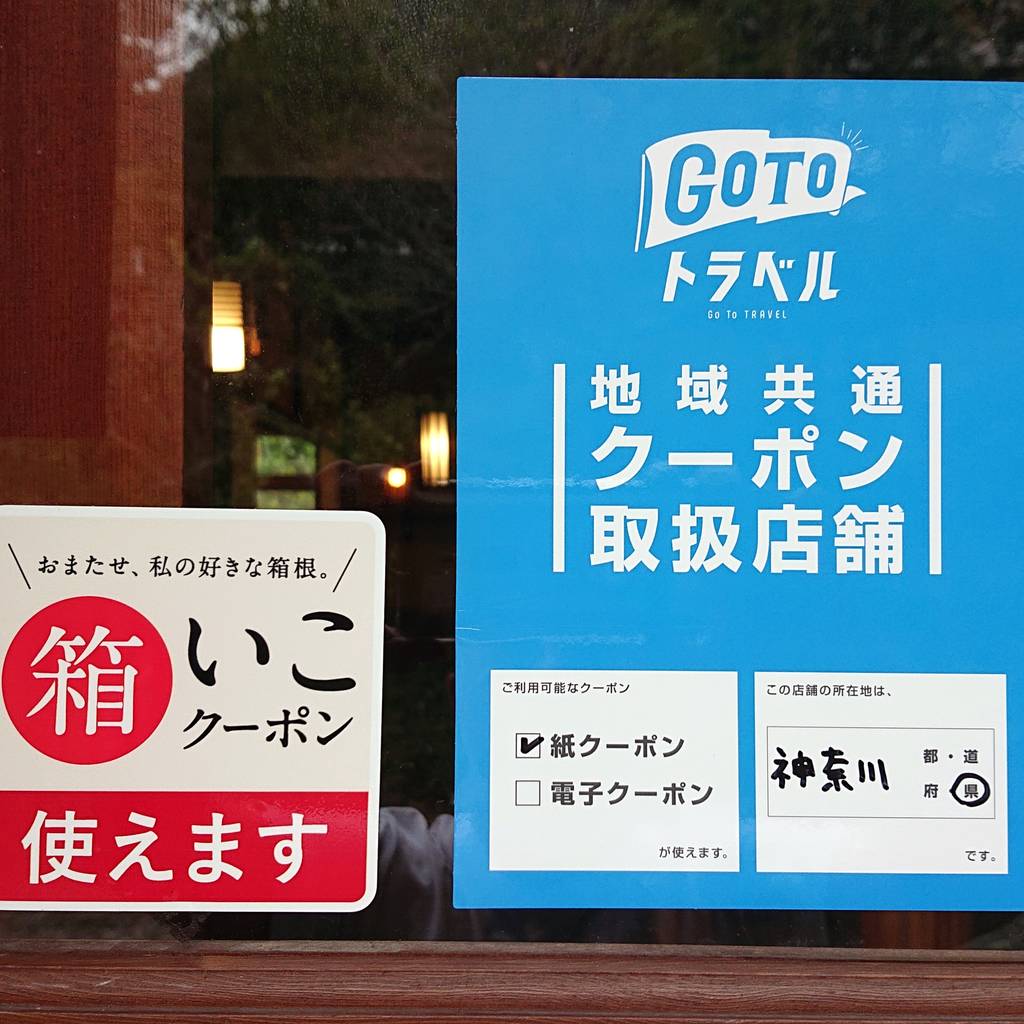 GOTO
トラベル
Go To TRAVEL
地域共通
クーポン
取扱店舗
ご利用可能なクーポン
紙クーポン
電子クーポン
が使えます。
この店舗の所在地は、
神奈川 都・道
府・県
です。
おまたせ、私の好きな箱根。
箱いこ
クーポン
使えます